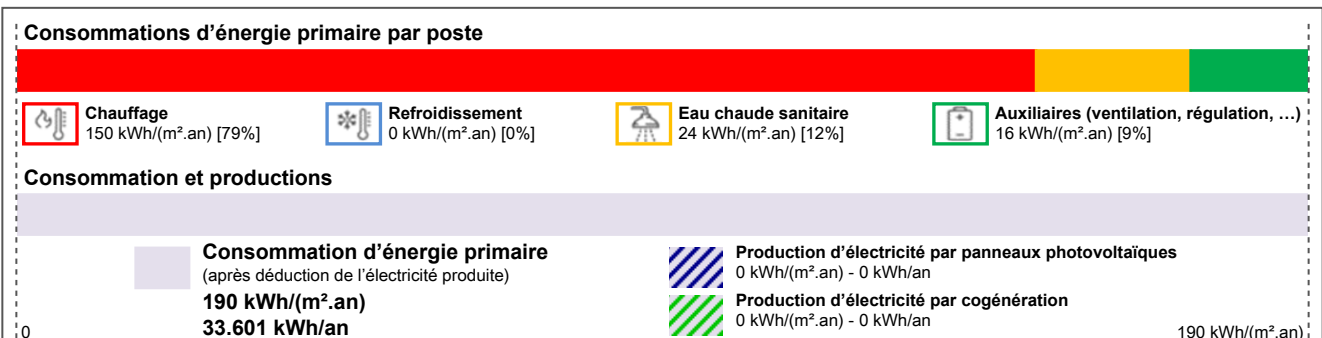 Consommations d'énergie primaire par poste
Chauffage
150 kWh/(m².an) [79%]
Refroidissement
0 kWh/(m².an) [0%]
Eau chaude sanitaire
24 kWh/(m².an) [12%]
Auxiliaires (ventilation, régulation, …)
16 kWh/(m².an) [9%]
Consommation et productions
Consommation d'énergie primaire
(après déduction de l'électricité produite)
190 kWh/(m².an)
33.601 kWh/an
Production d'électricité par panneaux photovoltaïques
0 kWh/(m².an) - 0 kWh/an
Production d'électricité par cogénération
0 kWh/(m².an) - 0 kWh/an
0
190 kWh/(m².an)